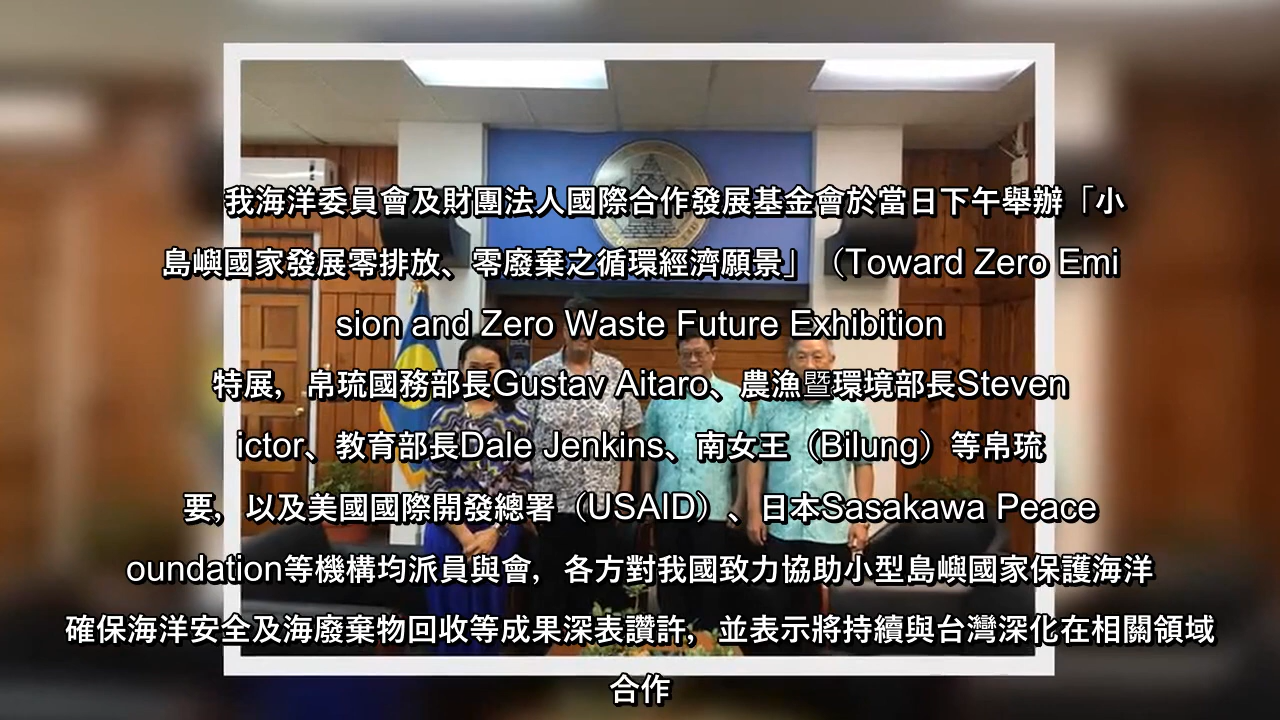 我海洋委員會及財團法人國際合作發展基金會於當日下午舉辦「小
島嶼國家發展零排放、零廢棄之循環經濟願景」（Toward Zero Emi
sion and Zero Waste Future Exhibition
特展，帛琉國務部長Gustav Aitaro、農漁暨環境部長Steven
ictor、教育部長Dale Jenkins、南女王（Bilung）等帛琉
要，以及美國國際開發總署（USAID）、日本Sasakawa Peace
oundation等機構均派員與會，各方對我國致力協助小型島嶼國家保護海洋
確保海洋安全及海廢棄物回收等成果深表讚許，並表示將持續與台灣深化在相關領域
合作